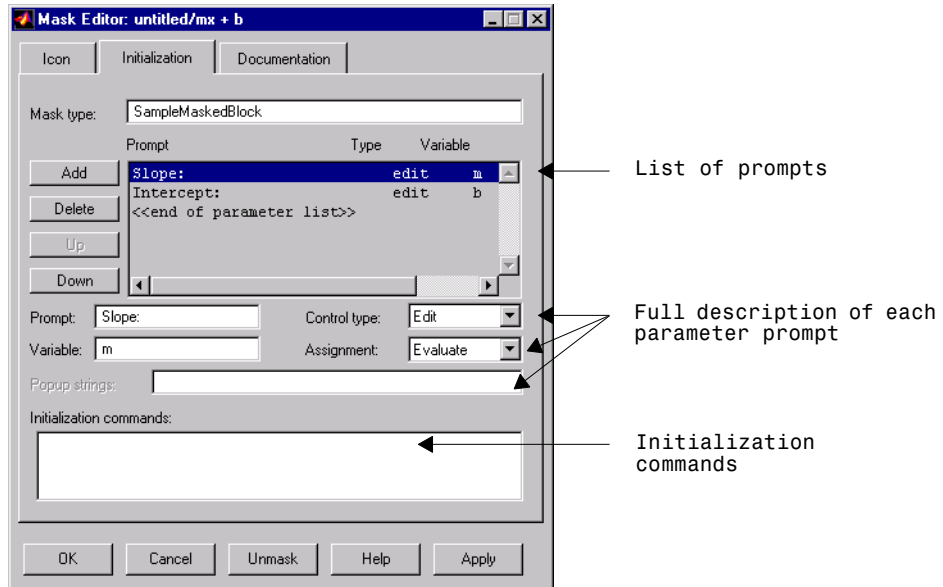 Mask Editor: untitled/mx + b
Icon Initialization Documentation
Mask type: SampleMaskedBlock
Prompt Type Variable
Add
Slope: edit m
List of prompts
Intercept: edit b
Delete
<<end of parameter list>>
Up
Down
Prompt: Slope: Control type: Edit
Full description of each
parameter prompt
Variable: m Assignment: Evaluate
Popup strings:
Initialization commands:
Initialization
commands
OK Cancel Unmask Help Apply